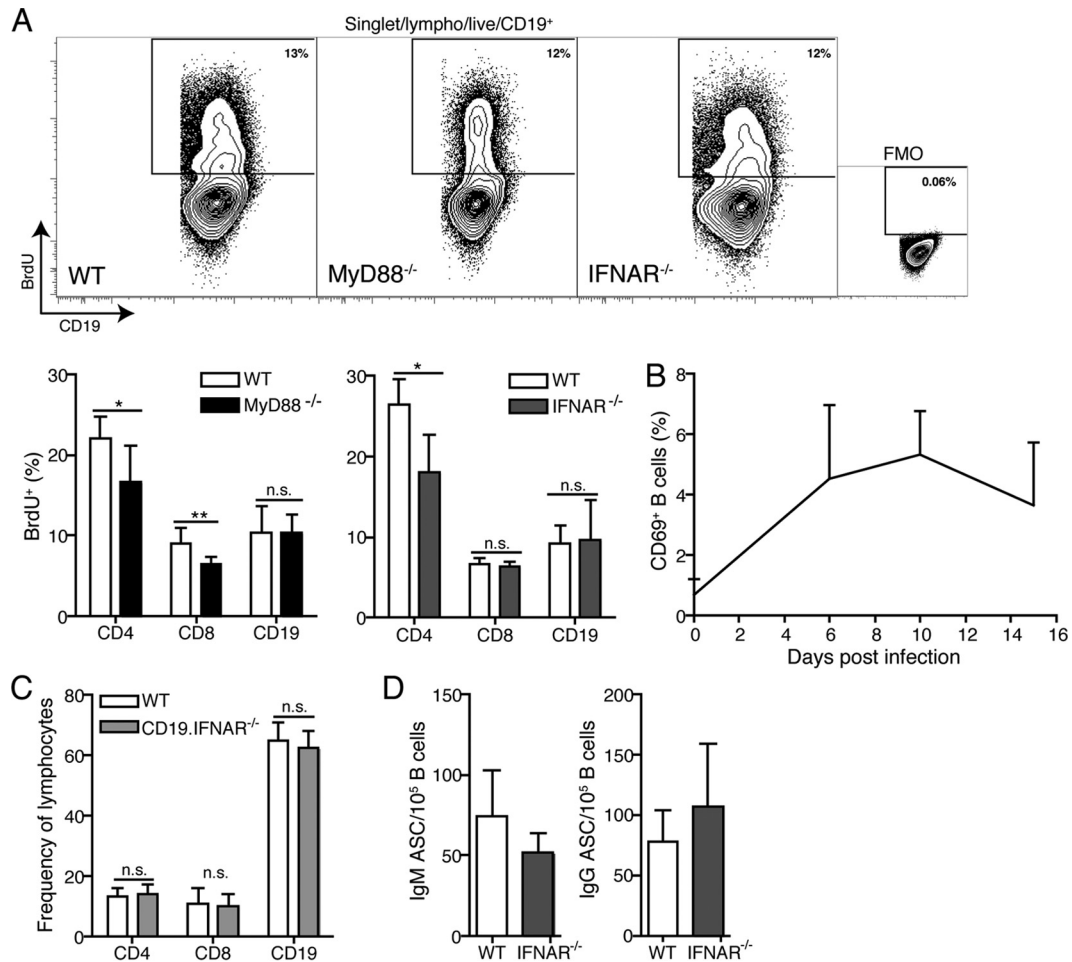 A
Singlet/lympho/live/CD19⁺
13%
12%
12%
FMO
0.06%
BrdU
WT
MyD88⁻/⁻
IFNAR⁻/⁻
CD19
BrdU⁺ (%)
30
20
10
0
*
**
n.s.
WT
MyD88⁻/⁻
CD4
CD8
CD19
30
20
10
0
*
n.s.
n.s.
WT
IFNAR⁻/⁻
CD4
CD8
CD19
B
CD69⁺ B cells (%)
8
6
4
2
0
0
2
4
6
8
10
12
14
16
Days post infection
C
Frequency of lymphocytes
80
60
40
20
0
WT
CD19.IFNAR⁻/⁻
n.s.
n.s.
n.s.
CD4
CD8
CD19
D
IgM ASC/10⁵ B cells
150
100
50
0
WT
IFNAR⁻/⁻
IgG ASC/10⁵ B cells
200
150
100
50
0
WT
IFNAR⁻/⁻